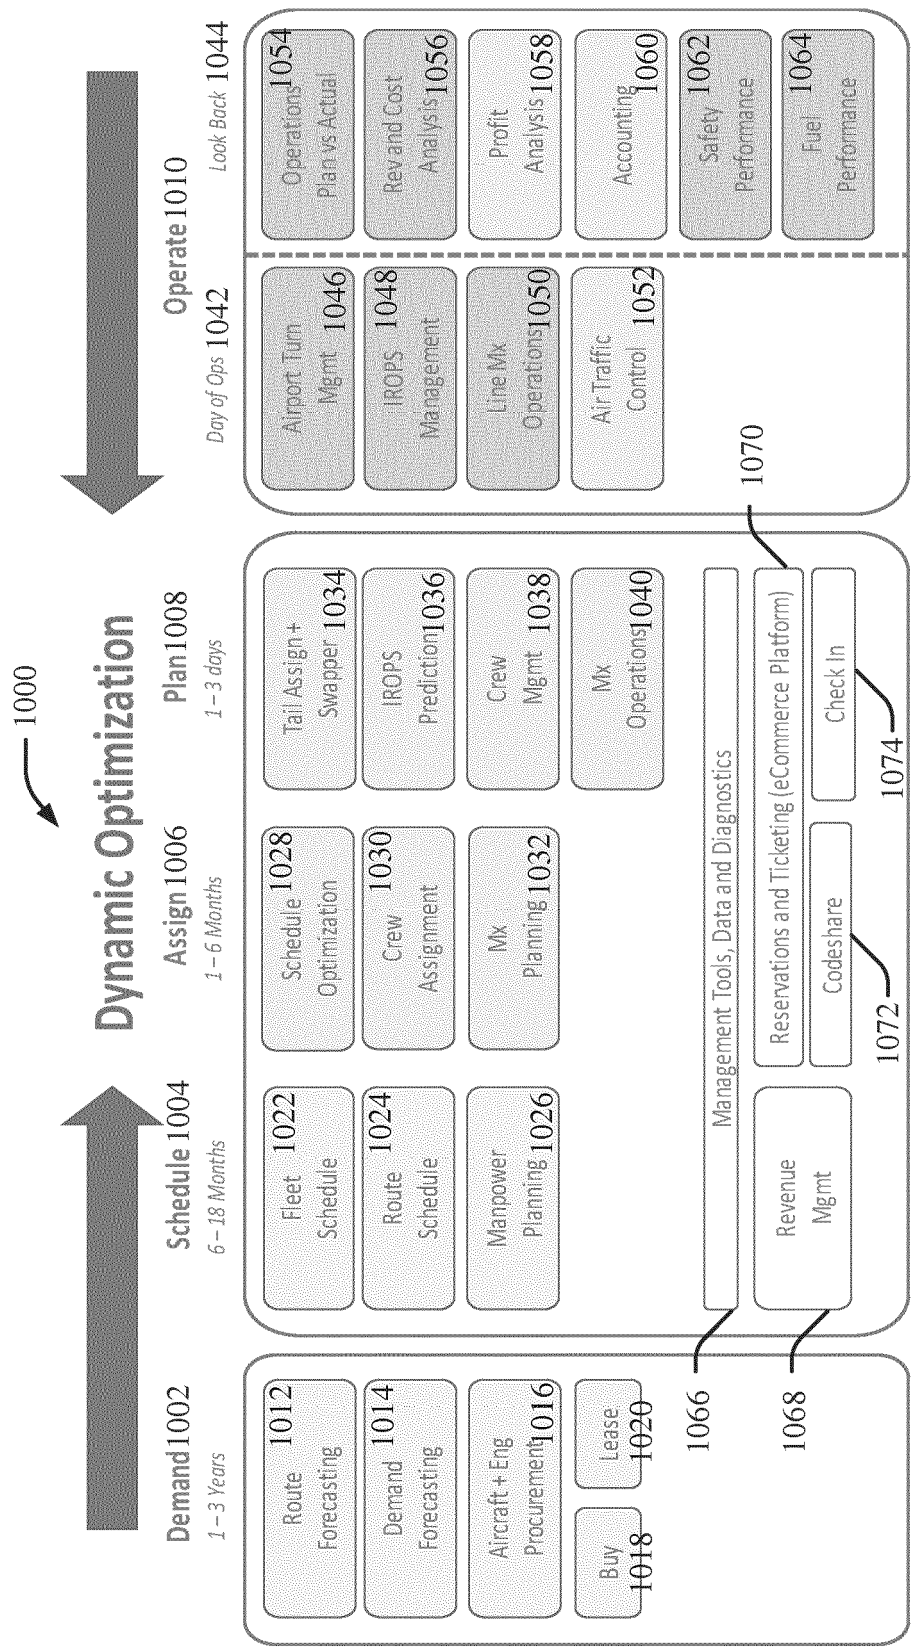 1000
Dynamic Optimization
Demand 1002
1 – 3 Years
Schedule 1004
6 – 18 Months
Assign 1006
1 – 6 Months
Plan 1008
1 – 3 days
Operate 1010
Day of Ops 1042
Look Back 1044
Route 1012
Forecasting
Demand 1014
Forecasting
Aircraft + Eng
Procurement 1016
Buy
1018
Lease
1020
Fleet 1022
Schedule
Route 1024
Schedule
Manpower
Planning 1026
Schedule 1028
Optimization
Crew 1030
Assignment
Mx
Planning 1032
Tail Assign +
Swapper 1034
IROPS
Prediction 1036
Crew
Mgmt 1038
Mx
Operations 1040
Airport Turn
Mgmt 1046
IROPS 1048
Management
Line Mx
Operations 1050
Air Traffic
Control 1052
Operations 1054
Plan vs Actual
Rev and Cost
Analysis 1056
Profit
Analysis 1058
Accounting
1060
Safety 1062
Performance
Fuel 1064
Performance
1066
Management Tools, Data and Diagnostics
1068
Revenue
Mgmt
Reservations and Ticketing (eCommerce Platform)
1070
Codeshare
1072
Check In
1074